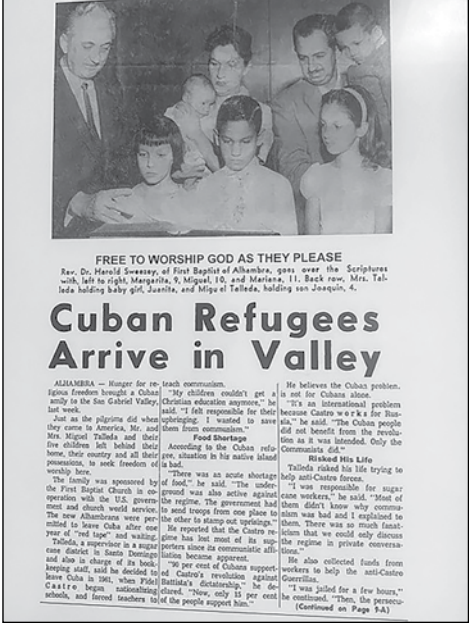 FREE TO WORSHIP GOD AS THEY PLEASE
Rev. Dr. Harold Sweezey, of First Baptist of Alhambra, goes over the Scriptures
with, left to right, Margarita, 9, Miguel, 10, and Mariana, 11. Back row, Mrs. Tal-
leda holding baby girl, Juanita, and Miguel Talleda, holding son Joaquin, 4.
Cuban Refugees
Arrive in Valley
ALHAMBRA — Hunger for re-
ligious freedom brought a Cuban
amily to the San Gabriel Valley,
last week.
Just as the pilgrims did when
they came to America, Mr. and
Mrs. Miguel Talleda and their
five children left behind their
home, their country and all their
possessions, to seek freedom of
worship here.
The family was sponsored by
the First Baptist Church in co-
operation with the U.S. govern-
ment and church world service.
The new Alhambrans were per-
mitted to leave Cuba after one
year of "red tape" and waiting.
Talleda, a supervisor in a sugar
cane district in Santo Domingo
and also in charge of its book-
keeping staff, said he decided to
leave Cuba in 1961, when Fidel
Castro began nationalizing
schools, and forced teachers to
teach communism.
"My children couldn't get a
Christian education anymore," he
said. "I felt responsible for their
upbringing. I wanted to save
them from communism."
Food Shortage
According to the Cuban refu-
gee, situation in his native island
is bad.
"There was an acute shortage
of food," he said. "The under-
ground was also active against
the regime. The government had
to send troops from one place to
the other to stamp out uprisings."
He reported that the Castro re-
gime has lost most of its sup-
porters since its communistic affi-
liation became apparent.
"90 per cent of Cubans support-
ed Castro's revolution against
Battista's dictatorship," he de-
clared. "Now, only 15 per cent
of the people support him."
He believes the Cuban problem,
is not for Cubans alone.
"It's an international problem
because Castro works for Rus-
sia," he said. "The Cuban people
did not benefit from the revolu-
tion as it was intended. Only the
Communists did."
Risked His Life
Talleda risked his life trying to
help anti-Castro forces.
"I was responsible for sugar
cane workers," he said. "Most of
them didn't know why commu-
nism was bad and I explained to
them. There was so much fanat-
icism that we could only discuss
the regime in private conversa-
tions."
He also collected funds from
workers to help the anti-Castro
Guerrillas.
"I was jailed for a few hours,"
he continued. "Then, the persecu-
(Continued on Page 9-A)